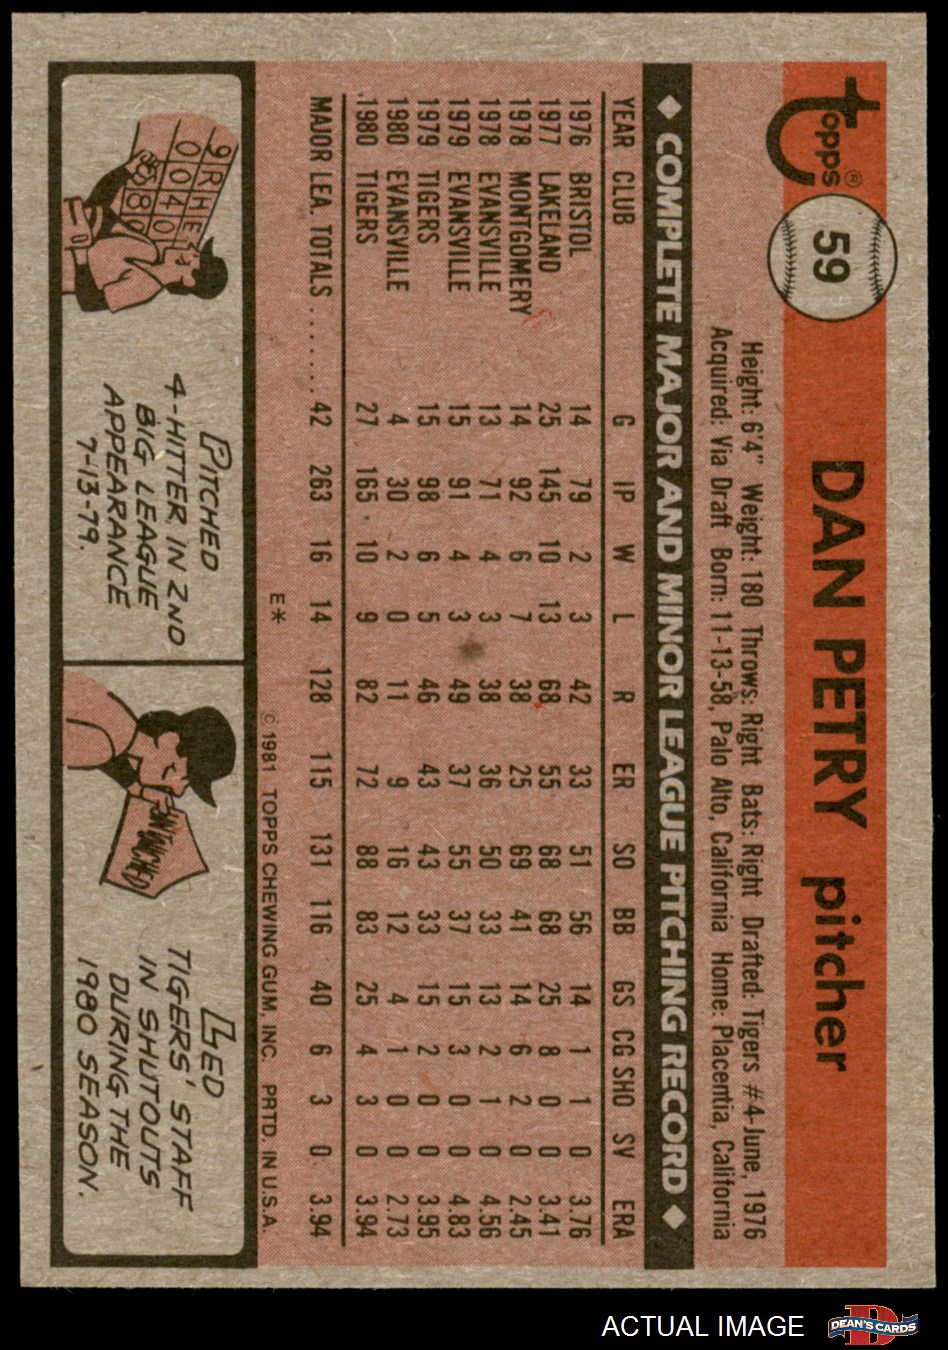 Topps® 59 DAN PETRY pitcher
Height: 6'4" Weight: 180 Throws: Right Bats: Right Drafted: Tigers #4-June, 1976
Acquired: Via Draft Born: 11-13-58, Palo Alto, California Home: Placentia, California
◆ COMPLETE MAJOR AND MINOR LEAGUE PITCHING RECORD ◆
YEAR CLUB G IP W L R ER SO BB GS CG SHO SV ERA
1976 BRISTOL 14 79 2 3 42 33 51 56 14 1 1 0 3.76
1977 LAKELAND 25 145 10 13 68 55 68 68 25 8 0 0 3.41
1978 MONTGOMERY 14 92 6 7 38 25 69 41 14 6 2 0 2.45
1978 EVANSVILLE 13 71 4 3 38 36 50 33 13 2 1 0 4.56
1979 EVANSVILLE 15 91 4 3 49 37 55 37 15 3 0 0 4.83
1979 TIGERS 15 98 6 5 46 43 43 33 15 2 0 0 3.95
1980 EVANSVILLE 4 30 2 0 11 9 16 12 4 1 0 0 2.73
1980 TIGERS 27 165 10 9 82 72 88 83 25 4 3 0 3.94
MAJOR LEA. TOTALS ....... 42 263 16 14 128 115 131 116 40 6 3 0 3.94
E* © 1981 TOPPS CHEWING GUM, INC. PRTD. IN U.S.A.
9 R H E
0 0 4 0
5 8 0
PITCHED
4-HITTER IN 2ND
BIG LEAGUE
APPEARANCE
7-13-79.
LED
TIGERS' STAFF
IN SHUTOUTS
DURING THE
1980 SEASON.
ACTUAL IMAGE
D
DEAN'S CARDS